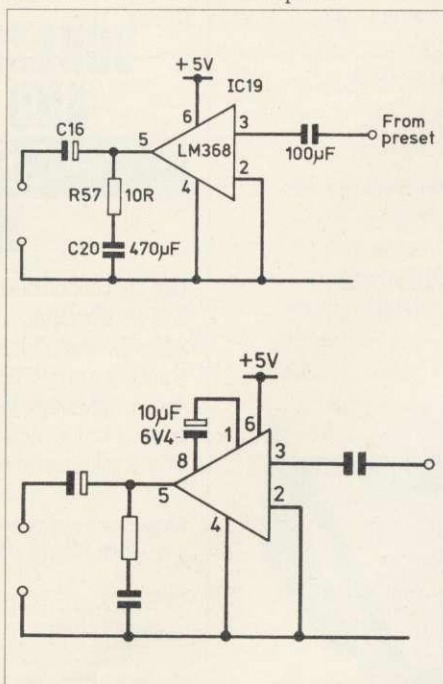 +5V
IC19
C16
5
6
3
From
preset
LM368
100µF
R57
10R
4
2
C20
470µF
+5V
10µF
6V4
1
6
8
3
5
2
4